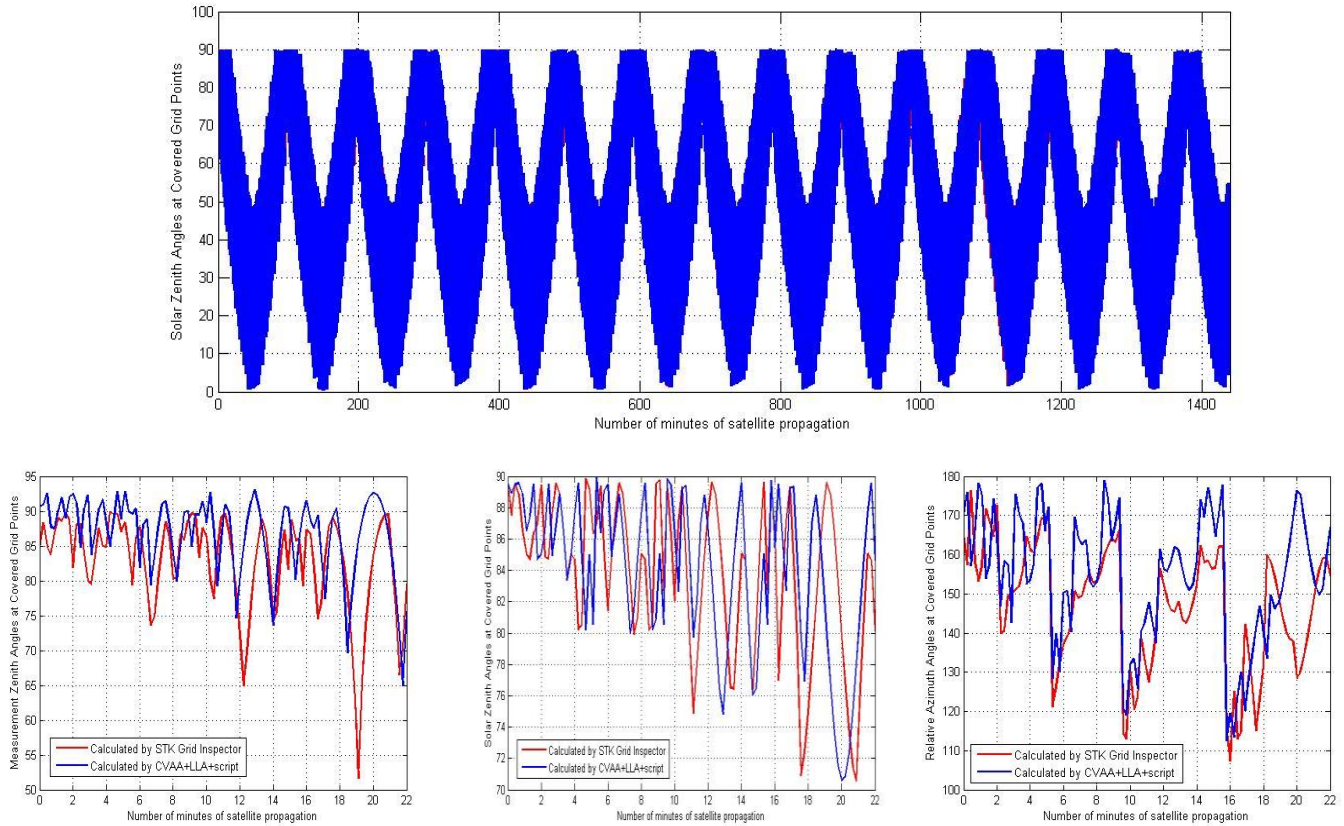 100
90
80
70
60
50
40
30
20
10
0
Solar Zenith Angles at Covered Grid Points
0 200 400 600 800 1000 1200 1400
Number of minutes of satellite propagation
95
90
85
80
75
70
65
60
55
50
Measurement Zenith Angles at Covered Grid Points
Calculated by STK Grid Inspector
Calculated by CVAA+LLA+script
0 2 4 6 8 10 12 14 16 18 20 22
Number of minutes of satellite propagation
90
88
86
84
82
80
78
76
74
72
70
Solar Zenith Angles at Covered Grid Points
Calculated by STK Grid Inspector
Calculated by CVAA+LLA+script
0 2 4 6 8 10 12 14 16 18 20 22
Number of minutes of satellite propagation
180
170
160
150
140
130
120
110
100
Relative Azimuth Angles at Covered Grid Points
Calculated by STK Grid Inspector
Calculated by CVAA+LLA+script
0 2 4 6 8 10 12 14 16 18 20 22
Number of minutes of satellite propagation